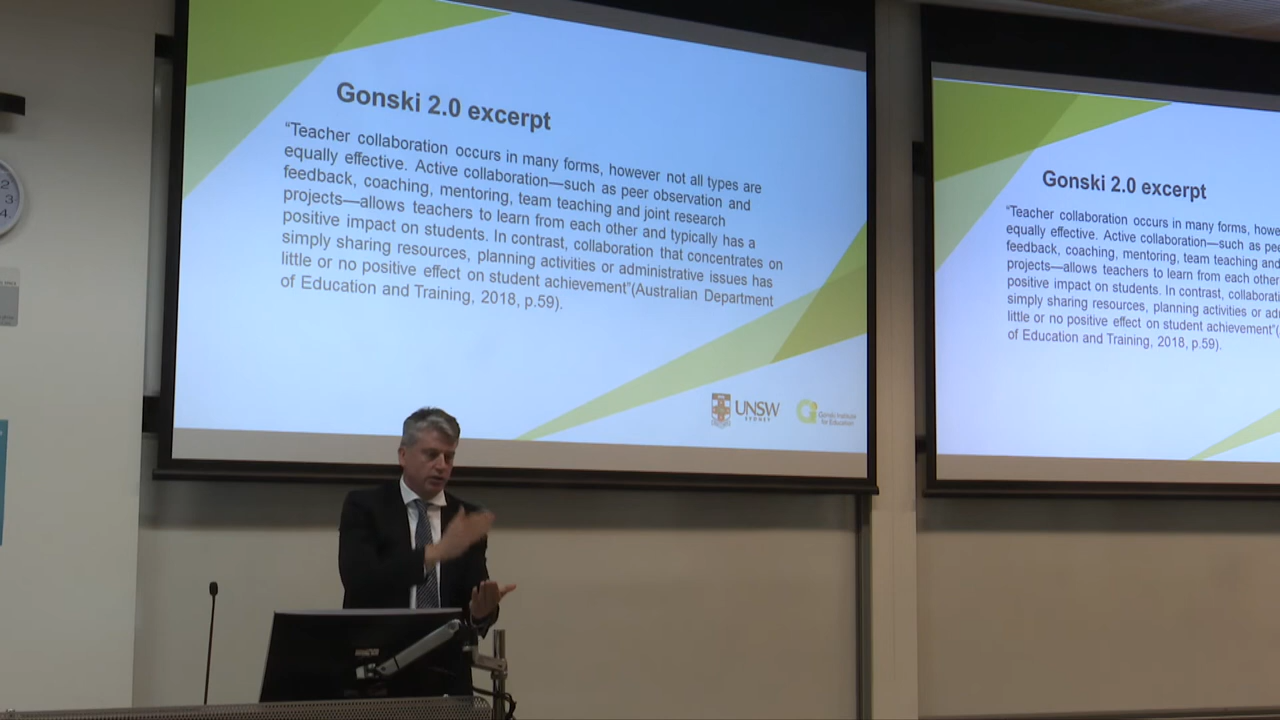 Gonski 2.0 excerpt
“Teacher collaboration occurs in many forms, however not all types are
equally effective. Active collaboration—such as peer observation and
feedback, coaching, mentoring, team teaching and joint research
projects—allows teachers to learn from each other and typically has a
positive impact on students. In contrast, collaboration that concentrates on
simply sharing resources, planning activities or administrative issues has
little or no positive effect on student achievement”(Australian Department
of Education and Training, 2018, p.59).
UNSW
SYDNEY
Gonski Institute
for Education
Gonski 2.0 excerpt
“Teacher collaboration occurs in many forms, howe
equally effective. Active collaboration—such as pee
feedback, coaching, mentoring, team teaching and
projects—allows teachers to learn from each other
positive impact on students. In contrast, collaborat
simply sharing resources, planning activities or ad
little or no positive effect on student achievement”(
of Education and Training, 2018, p.59).
2
3
4